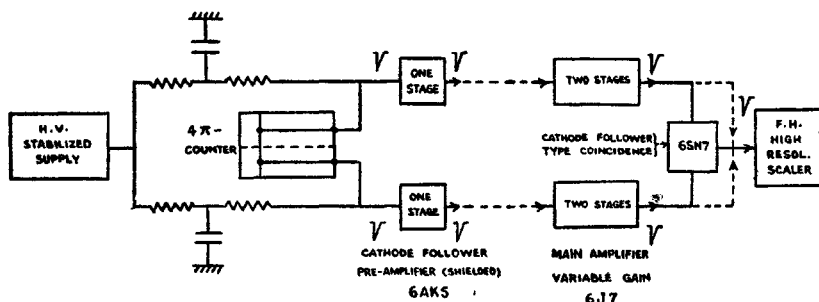 V
V
V
ONE
STAGE
TWO STAGES
V
H.V.
STABILIZED
SUPPLY
4π-
COUNTER
CATHODE FOLLOWER
TYPE COINCIDENCE
6SN7
F.H.
HIGH
RESOL.
SCALER
ONE
STAGE
TWO STAGES
V
V
V
CATHODE FOLLOWER
PRE-AMPLIFIER (SHIELDED)
6AK5
MAIN AMPLIFIER
VARIABLE GAIN
6J7